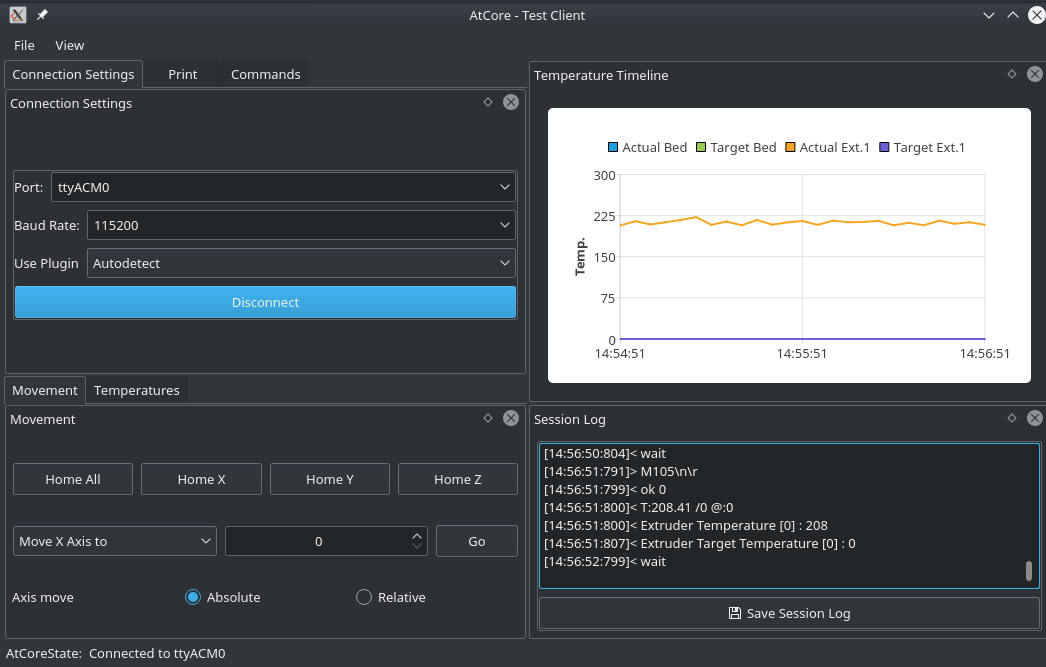 AtCore - Test Client
File View
Connection Settings Print Commands
Connection Settings
Port: ttyACM0
Baud Rate: 115200
Use Plugin Autodetect
Disconnect
Movement Temperatures
Movement
Home All Home X Home Y Home Z
Move X Axis to 0 Go
Axis move Absolute Relative
Temperature Timeline
Actual Bed Target Bed Actual Ext.1 Target Ext.1
300
225
150
75
0
Temp.
14:54:51 14:55:51 14:56:51
Session Log
[14:56:50:804]< wait
[14:56:51:791]> M105\n\r
[14:56:51:799]< ok 0
[14:56:51:800]< T:208.41 /0 @:0
[14:56:51:800]< Extruder Temperature [0] : 208
[14:56:51:807]< Extruder Target Temperature [0] : 0
[14:56:52:799]< wait
Save Session Log
AtCoreState: Connected to ttyACM0